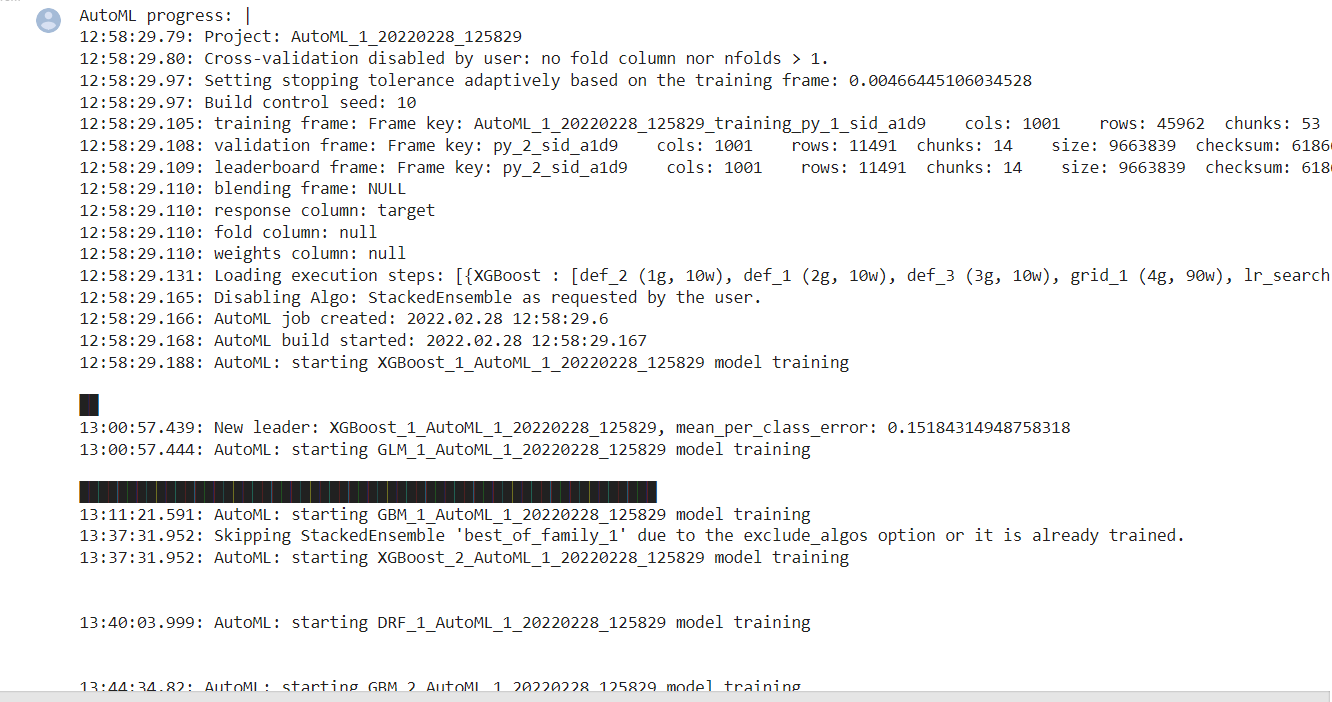 AutoML progress: |
12:58:29.79: Project: AutoML_1_20220228_125829
12:58:29.80: Cross-validation disabled by user: no fold column nor nfolds > 1.
12:58:29.97: Setting stopping tolerance adaptively based on the training frame: 0.00466445106034528
12:58:29.97: Build control seed: 10
12:58:29.105: training frame: Frame key: AutoML_1_20220228_125829_training_py_1_sid_a1d9    cols: 1001    rows: 45962  chunks: 53
12:58:29.108: validation frame: Frame key: py_2_sid_a1d9    cols: 1001    rows: 11491  chunks: 14    size: 9663839  checksum: 6186
12:58:29.109: leaderboard frame: Frame key: py_2_sid_a1d9    cols: 1001    rows: 11491  chunks: 14    size: 9663839  checksum: 618
12:58:29.110: blending frame: NULL
12:58:29.110: response column: target
12:58:29.110: fold column: null
12:58:29.110: weights column: null
12:58:29.131: Loading execution steps: [{XGBoost : [def_2 (1g, 10w), def_1 (2g, 10w), def_3 (3g, 10w), grid_1 (4g, 90w), lr_search
12:58:29.165: Disabling Algo: StackedEnsemble as requested by the user.
12:58:29.166: AutoML job created: 2022.02.28 12:58:29.6
12:58:29.168: AutoML build started: 2022.02.28 12:58:29.167
12:58:29.188: AutoML: starting XGBoost_1_AutoML_1_20220228_125829 model training
13:00:57.439: New leader: XGBoost_1_AutoML_1_20220228_125829, mean_per_class_error: 0.15184314948758318
13:00:57.444: AutoML: starting GLM_1_AutoML_1_20220228_125829 model training
13:11:21.591: AutoML: starting GBM_1_AutoML_1_20220228_125829 model training
13:37:31.952: Skipping StackedEnsemble 'best_of_family_1' due to the exclude_algos option or it is already trained.
13:37:31.952: AutoML: starting XGBoost_2_AutoML_1_20220228_125829 model training
13:40:03.999: AutoML: starting DRF_1_AutoML_1_20220228_125829 model training
13:44:34.82: AutoML: starting GBM_2_AutoML_1_20220228_125829 model training